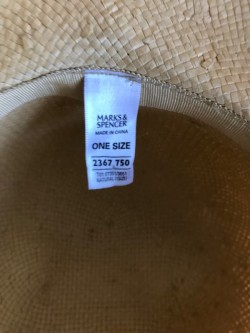 MARKS &
SPENCER
MADE IN CHINA
ONE SIZE
2367 750